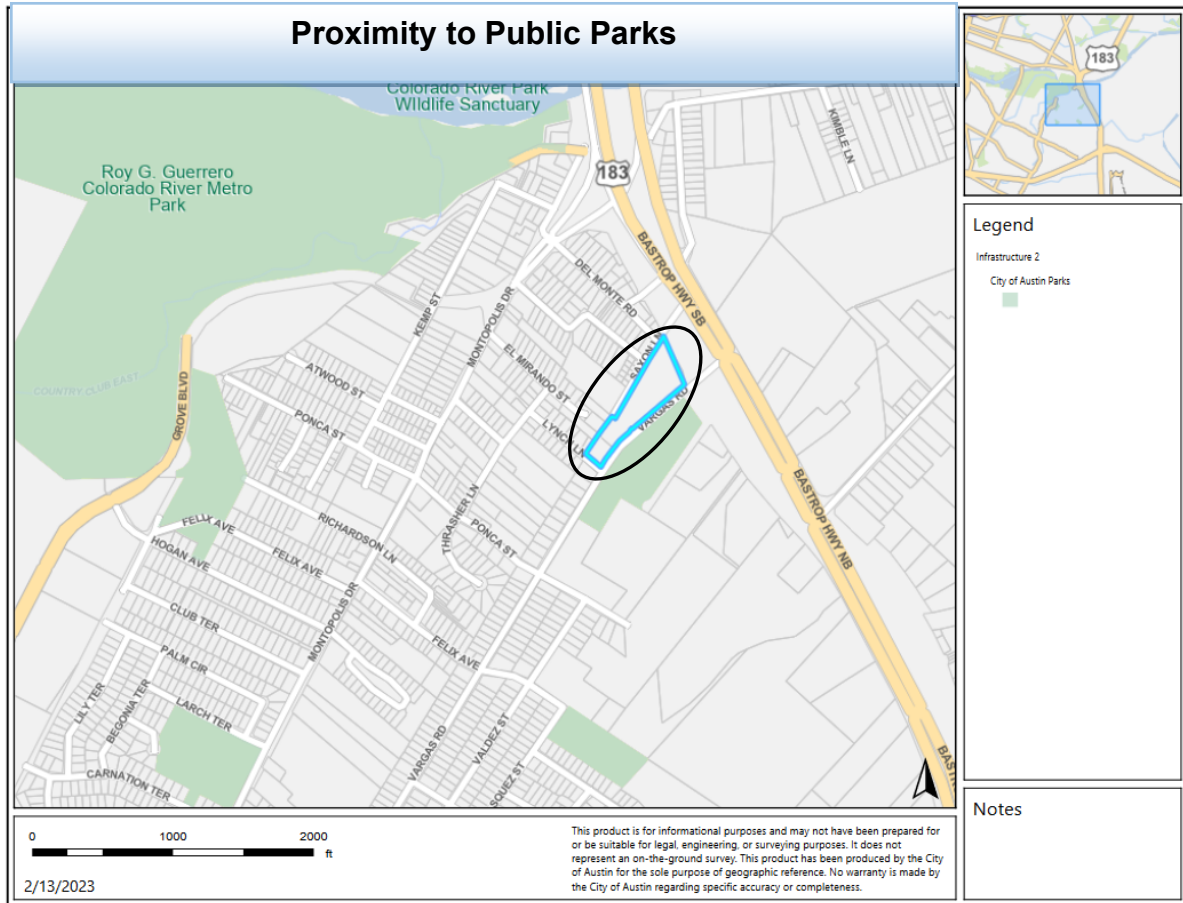 Proximity to Public Parks
Colorado River Park
WIldlife Sanctuary
Roy G. Guerrero
Colorado River Metro
Park
183
183
KIMBLE LN
BASTROP HWY SB
DEL MONTE RD
KEMP ST
MONTOPOLIS DR
SAXON LN
EL MIRANDO ST
VARGAS RD
LYNCH LN
ATWOOD ST
COUNTRY CLUB EAST
GROVE BLVD
PONCA ST
THRASHER LN
PONCA ST
BASTROP HWY NB
RICHARDSON LN
FELIX AVE
HOGAN AVE
FELIX AVE
CLUB TER
MONTOPOLIS DR
FELIX AVE
PALM CIR
LILY TER
BEGONIA TER
LARCH TER
VARGAS RD
VALDEZ ST
SQUEZ ST
CARNATION TER
BAST
Legend
Infrastructure 2
City of Austin Parks
Notes
0 1000 2000
ft
2/13/2023
This product is for informational purposes and may not have been prepared for
or be suitable for legal, engineering, or surveying purposes. It does not
represent an on-the-ground survey. This product has been produced by the City
of Austin for the sole purpose of geographic reference. No warranty is made by
the City of Austin regarding specific accuracy or completeness.